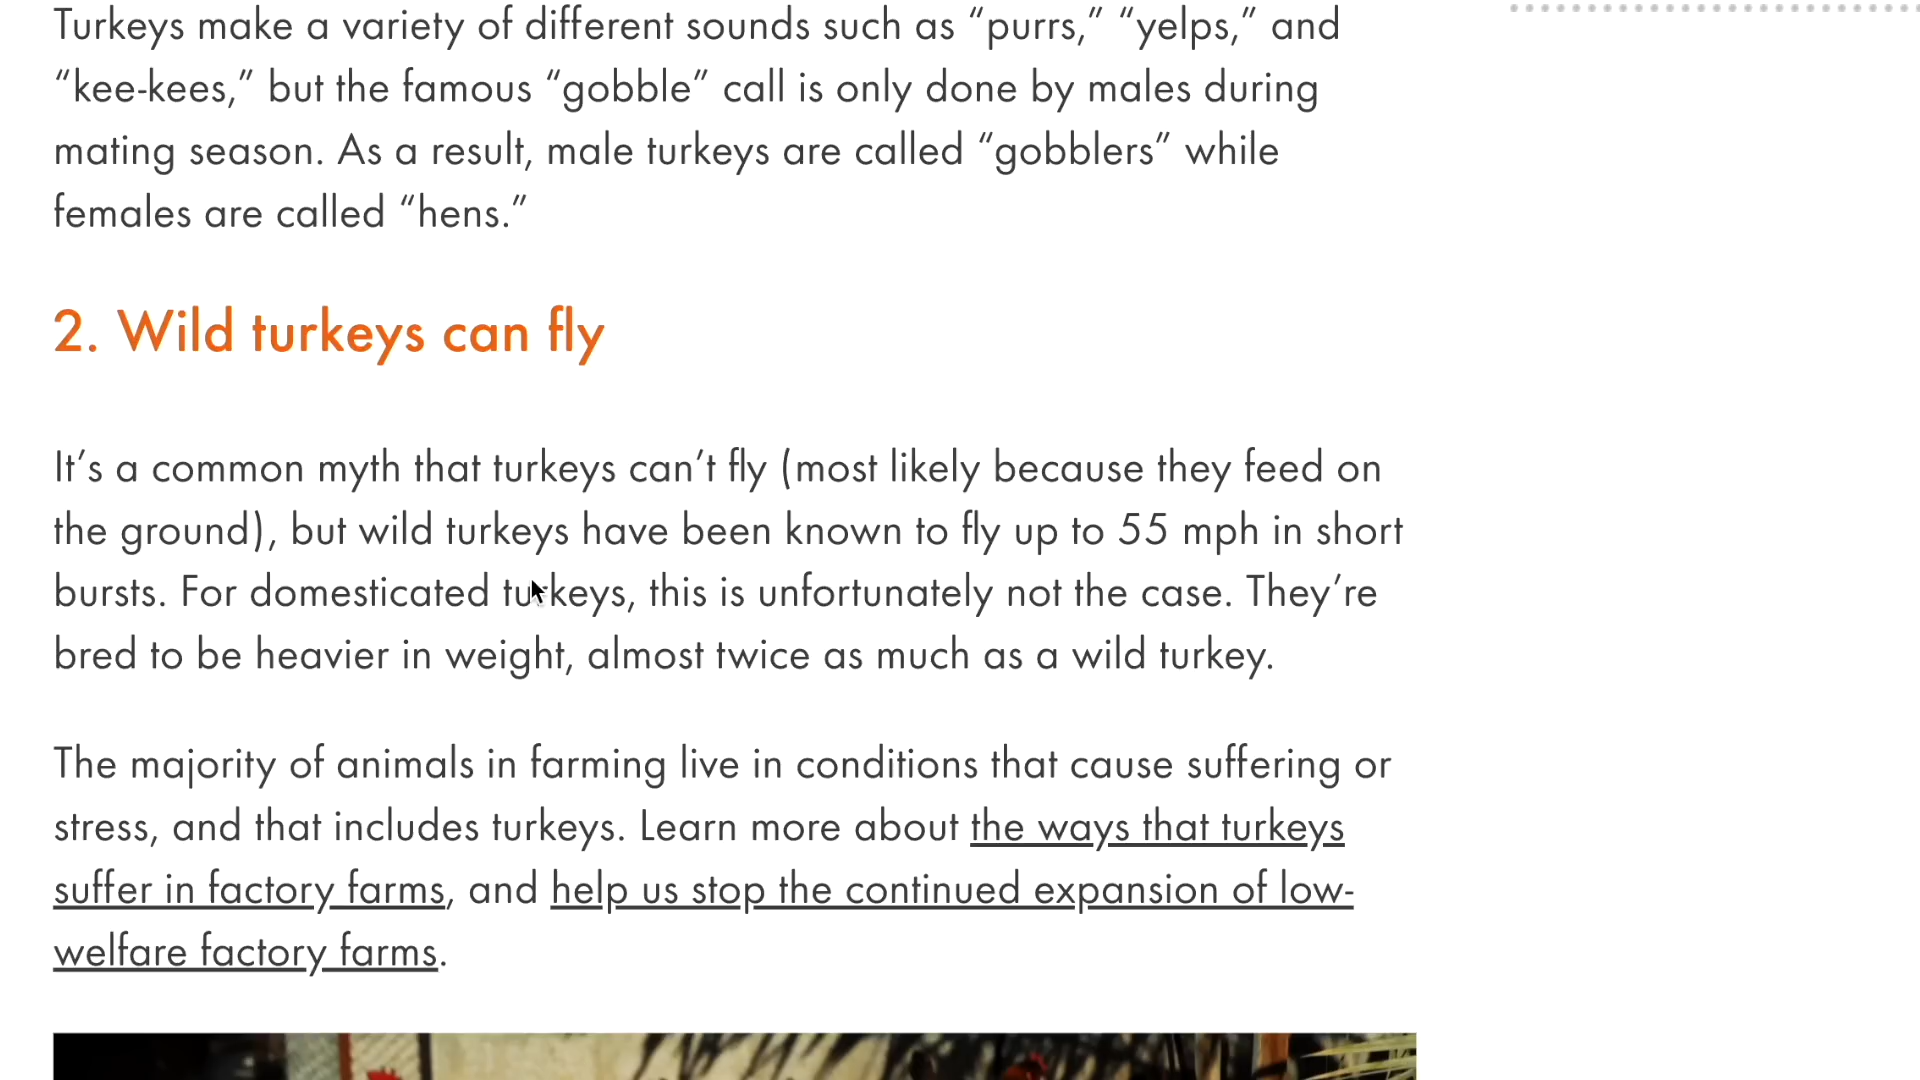 Turkeys make a variety of different sounds such as “purrs,” “yelps,” and
“kee-kees,” but the famous “gobble” call is only done by males during
mating season. As a result, male turkeys are called “gobblers” while
females are called “hens.”
2. Wild turkeys can fly
It’s a common myth that turkeys can’t fly (most likely because they feed on
the ground), but wild turkeys have been known to fly up to 55 mph in short
bursts. For domesticated turkeys, this is unfortunately not the case. They’re
bred to be heavier in weight, almost twice as much as a wild turkey.
The majority of animals in farming live in conditions that cause suffering or
stress, and that includes turkeys. Learn more about the ways that turkeys
suffer in factory farms, and help us stop the continued expansion of low-
welfare factory farms.